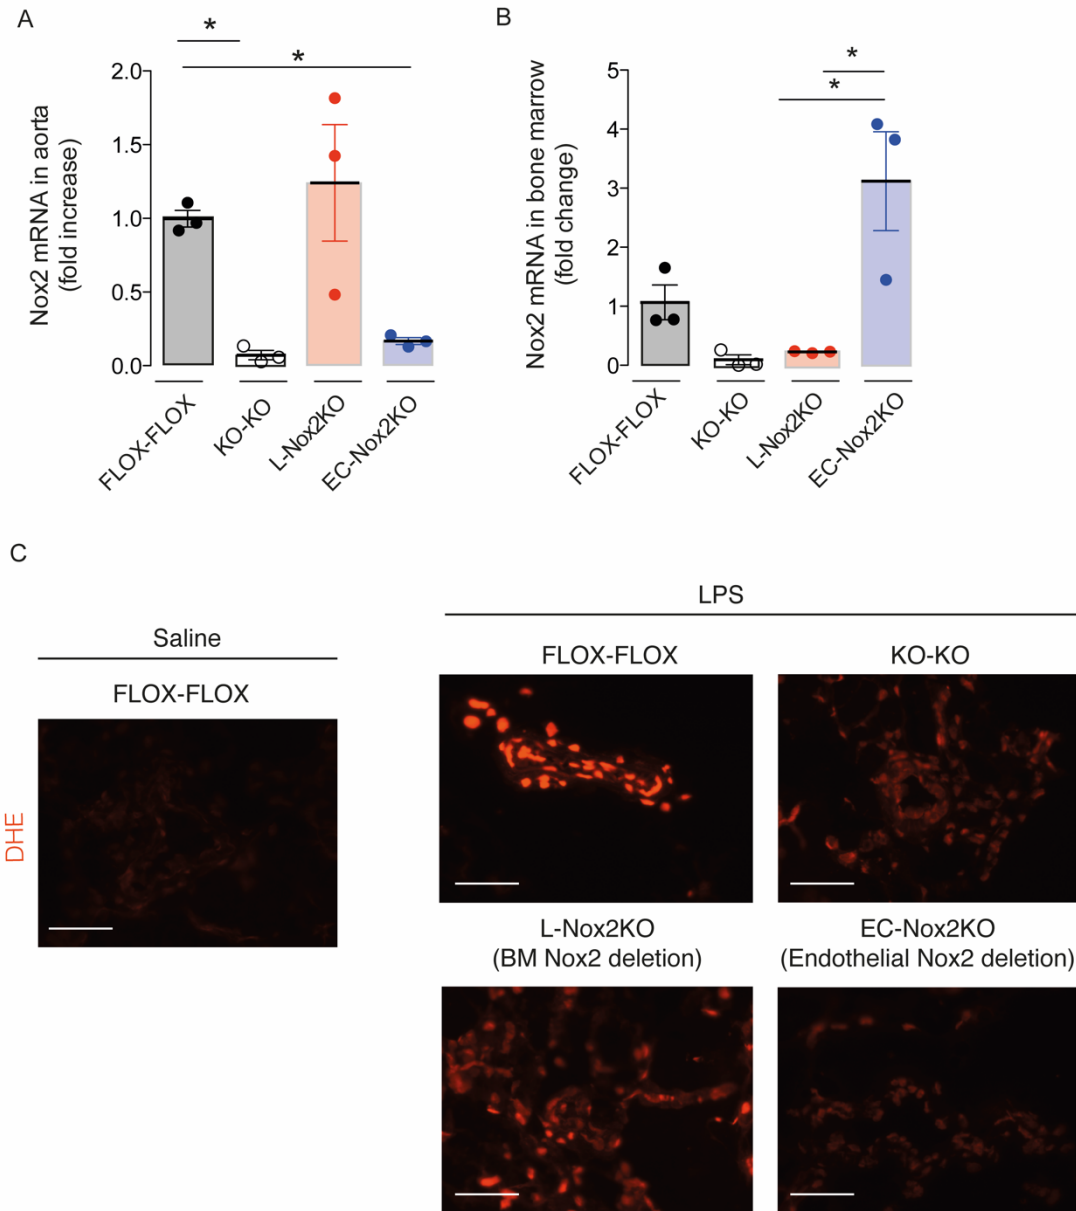 A
*
*
Nox2 mRNA in aorta
(fold increase)
2.0
1.5
1.0
0.5
0.0
FLOX-FLOX
KO-KO
L-Nox2KO
EC-Nox2KO
B
*
*
Nox2 mRNA in bone marrow
(fold change)
5
4
3
2
1
0
FLOX-FLOX
KO-KO
L-Nox2KO
EC-Nox2KO
C
LPS
Saline
FLOX-FLOX
KO-KO
FLOX-FLOX
DHE
L-Nox2KO
(BM Nox2 deletion)
EC-Nox2KO
(Endothelial Nox2 deletion)